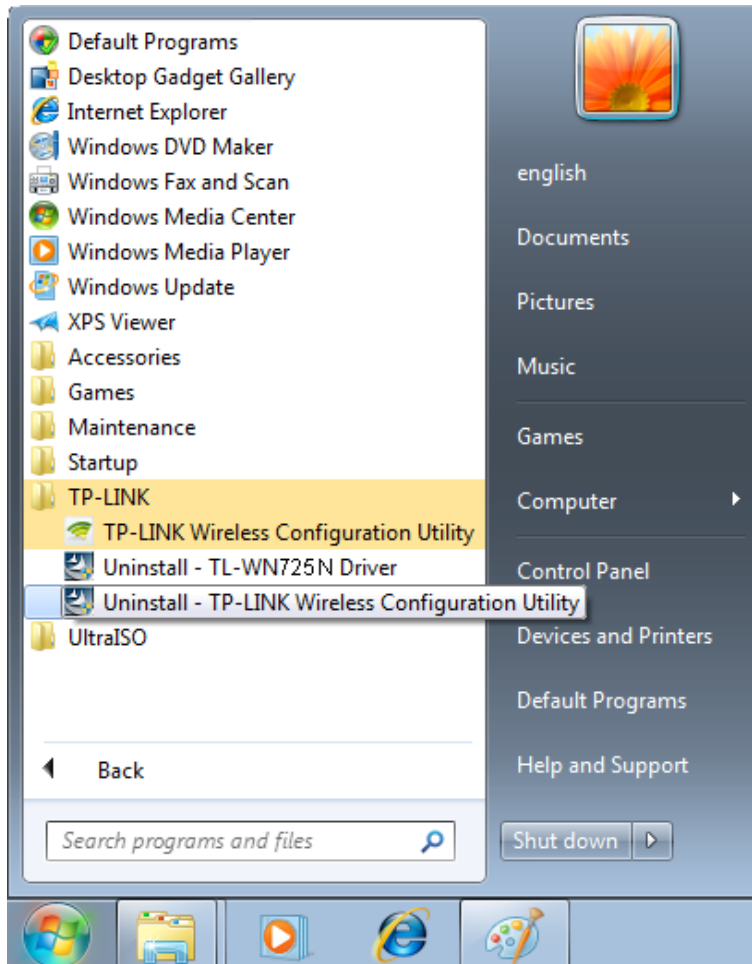 Default Programs
Desktop Gadget Gallery
Internet Explorer
Windows DVD Maker
Windows Fax and Scan
Windows Media Center
Windows Media Player
Windows Update
XPS Viewer
Accessories
Games
Maintenance
Startup
TP-LINK
TP-LINK Wireless Configuration Utility
Uninstall - TL-WN725N Driver
Uninstall - TP-LINK Wireless Configuration Utility
UltraISO
Back
Search programs and files
english
Documents
Pictures
Music
Games
Computer
Control Panel
Devices and Printers
Default Programs
Help and Support
Shut down